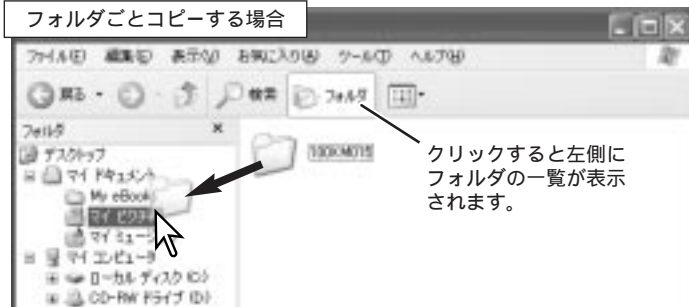 フォルダごとコピーする場合
ファイル(F) 編集(E) 表示(V) お気に入り(A) ツール(T) ヘルプ(H)
戻る 検索 フォルダ
フォルダ ×
デスクトップ
マイ ドキュメント
My eBook
マイ ピクチ
マイ ミュージ
マイ コンピュータ
ローカル ディスク (C:)
CD-RW ドライブ (D:)
クリックすると左側に
フォルダの一覧が表示
されます。